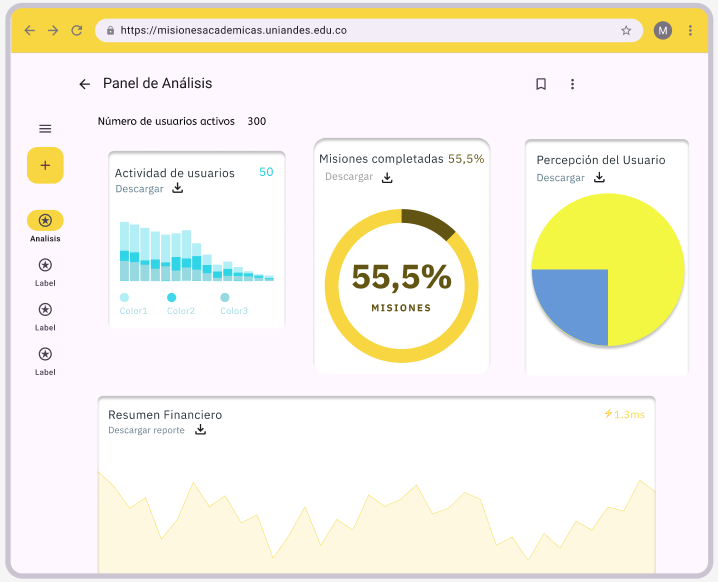 https://misionesacademicas.uniandes.edu.co
M
Panel de Análisis
Número de usuarios activos 300
+
Analisis
Label
Label
Label
Actividad de usuarios 50
Descargar
Color1 Color2 Color3
Misiones completadas 55,5%
Descargar
55,5%
MISIONES
Percepción del Usuario
Descargar
Resumen Financiero
1.3ms
Descargar reporte